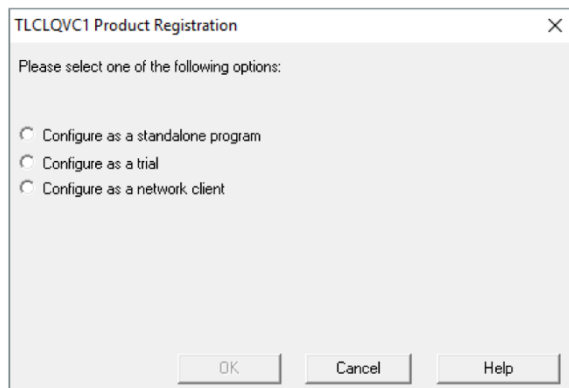 TLCLQVC1 Product Registration
Please select one of the following options:
Configure as a standalone program
Configure as a trial
Configure as a network client
OK Cancel Help